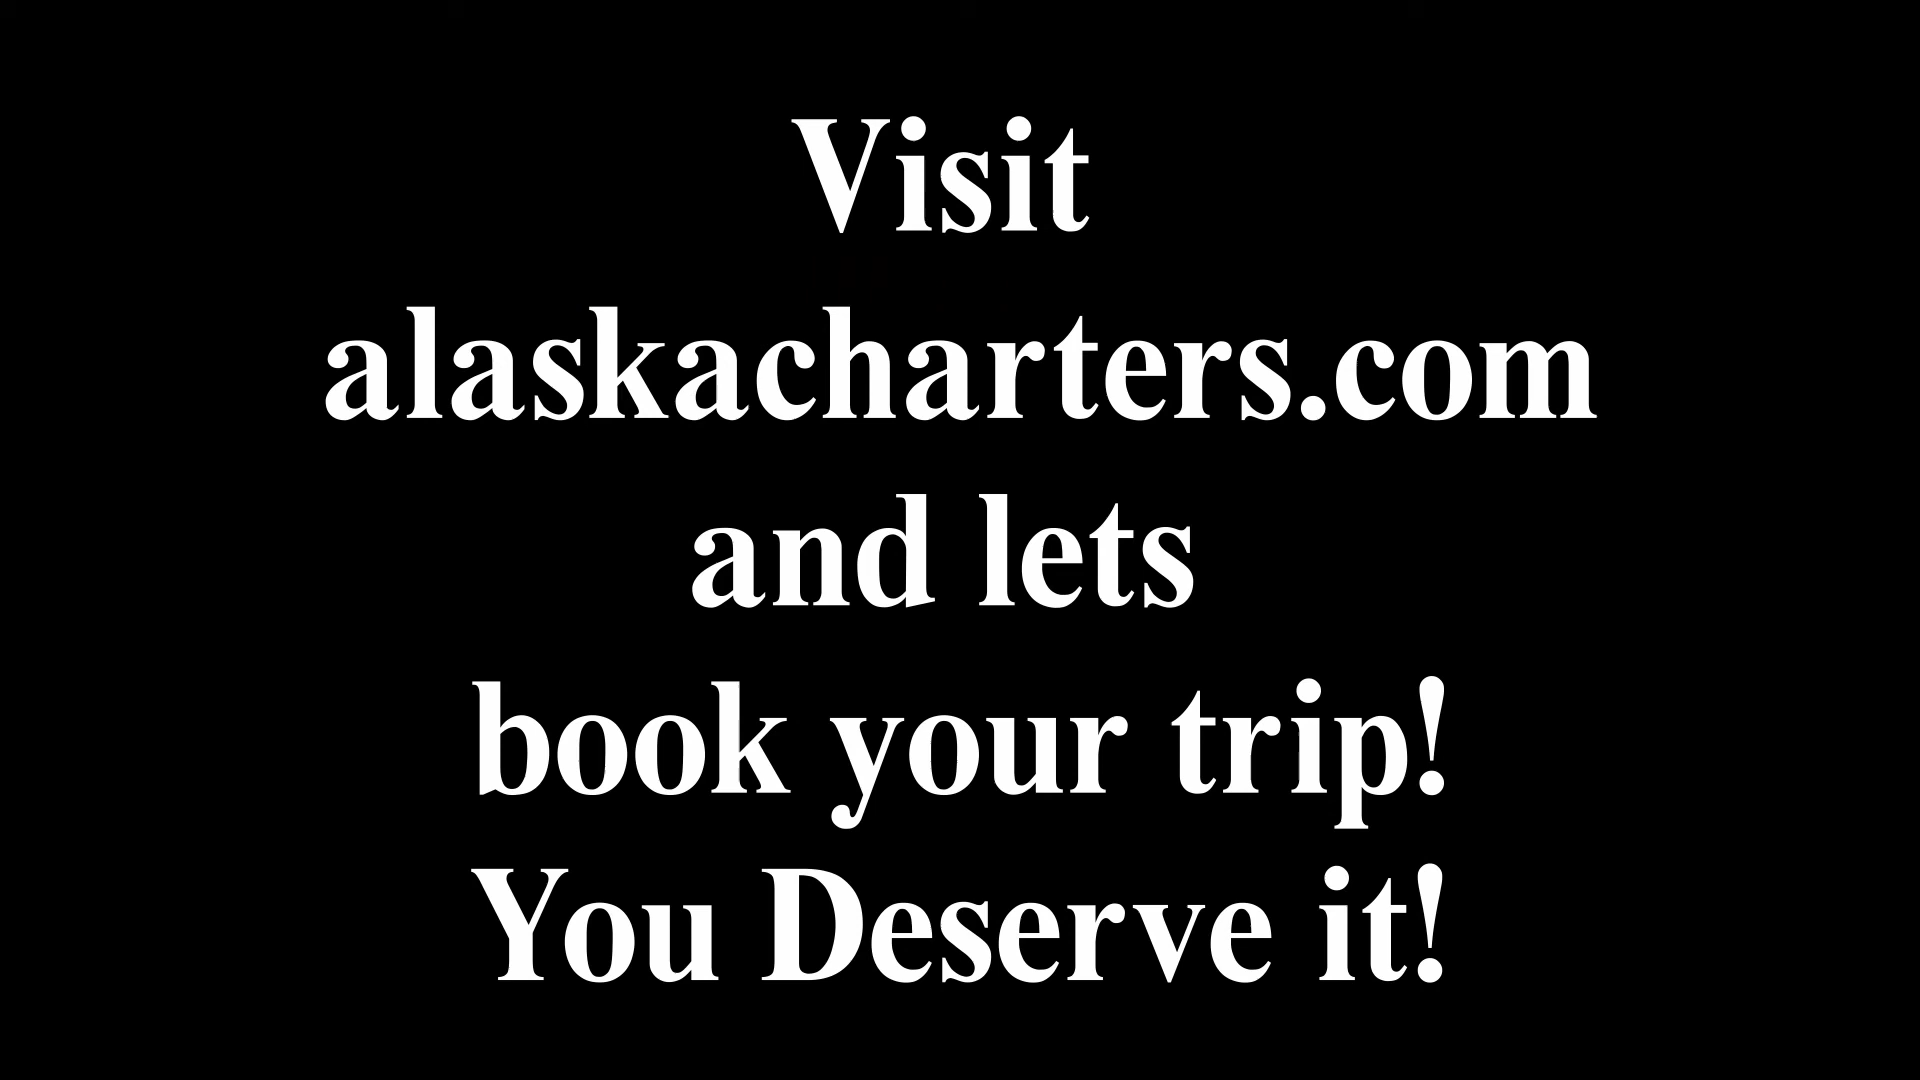 Visit
alaskacharters.com
and lets
book your trip!
You Deserve it!